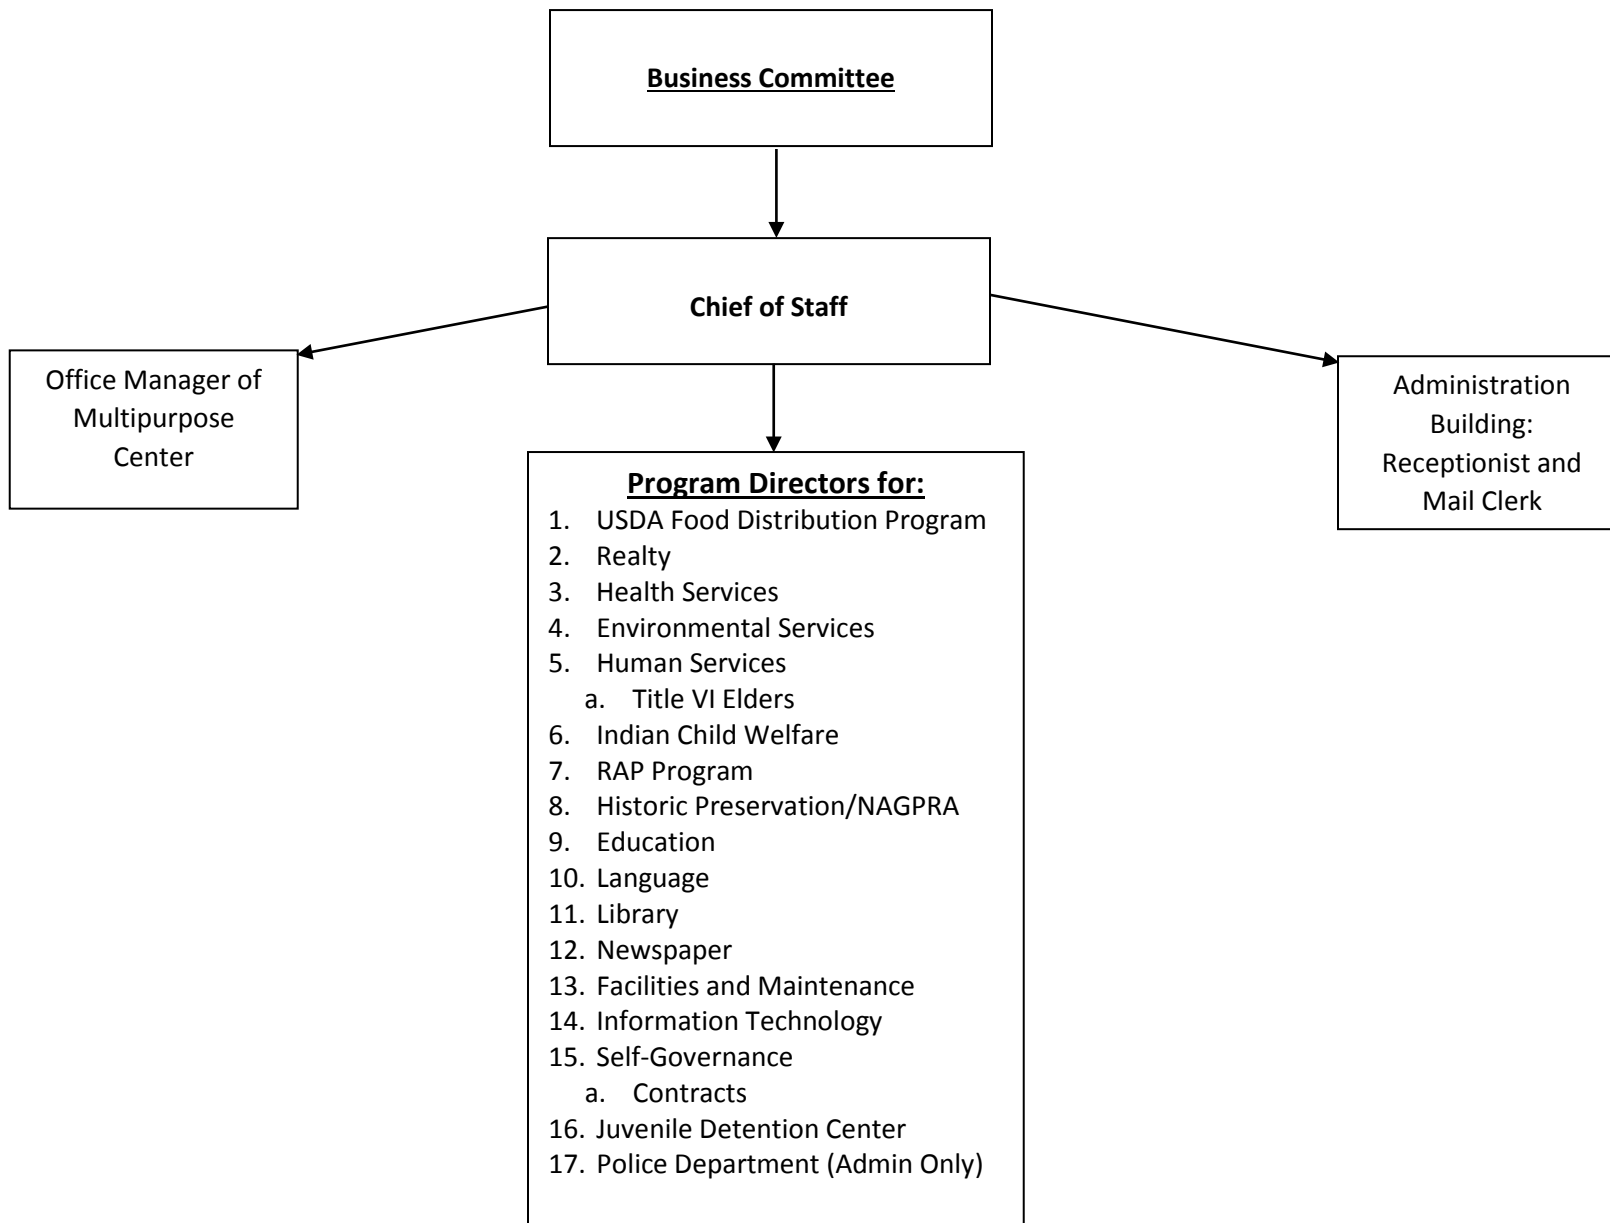 Business Committee
Chief of Staff
Office Manager of
Multipurpose
Center
Administration
Building:
Receptionist and
Mail Clerk
Program Directors for:
1. USDA Food Distribution Program
2. Realty
3. Health Services
4. Environmental Services
5. Human Services
a. Title VI Elders
6. Indian Child Welfare
7. RAP Program
8. Historic Preservation/NAGPRA
9. Education
10. Language
11. Library
12. Newspaper
13. Facilities and Maintenance
14. Information Technology
15. Self-Governance
a. Contracts
16. Juvenile Detention Center
17. Police Department (Admin Only)